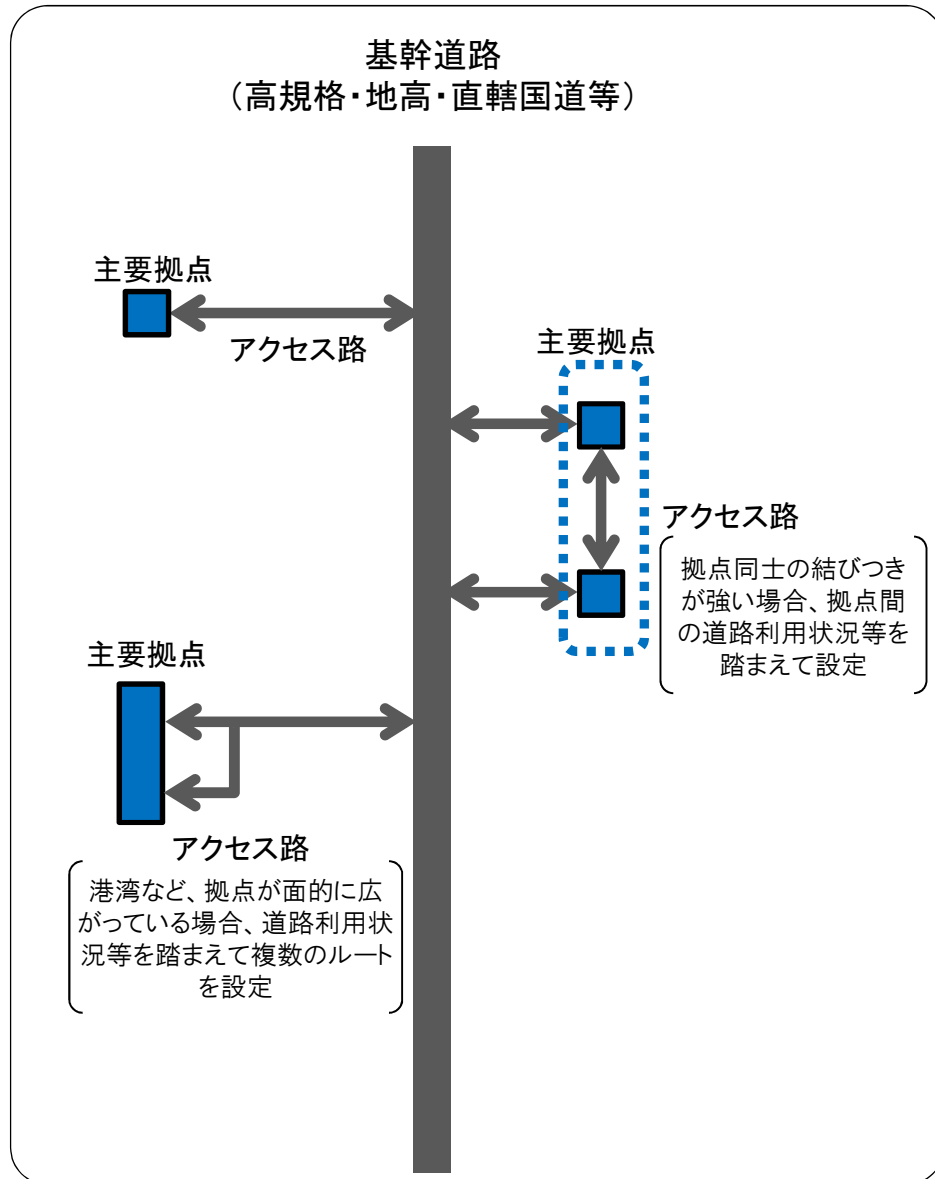 基幹道路
（高規格・地高・直轄国道等）
主要拠点
アクセス路
主要拠点
アクセス路
拠点同士の結びつき
が強い場合、拠点間
の道路利用状況等を
踏まえて設定
主要拠点
アクセス路
港湾など、拠点が面的に広
がっている場合、道路利用状
況等を踏まえて複数のルート
を設定